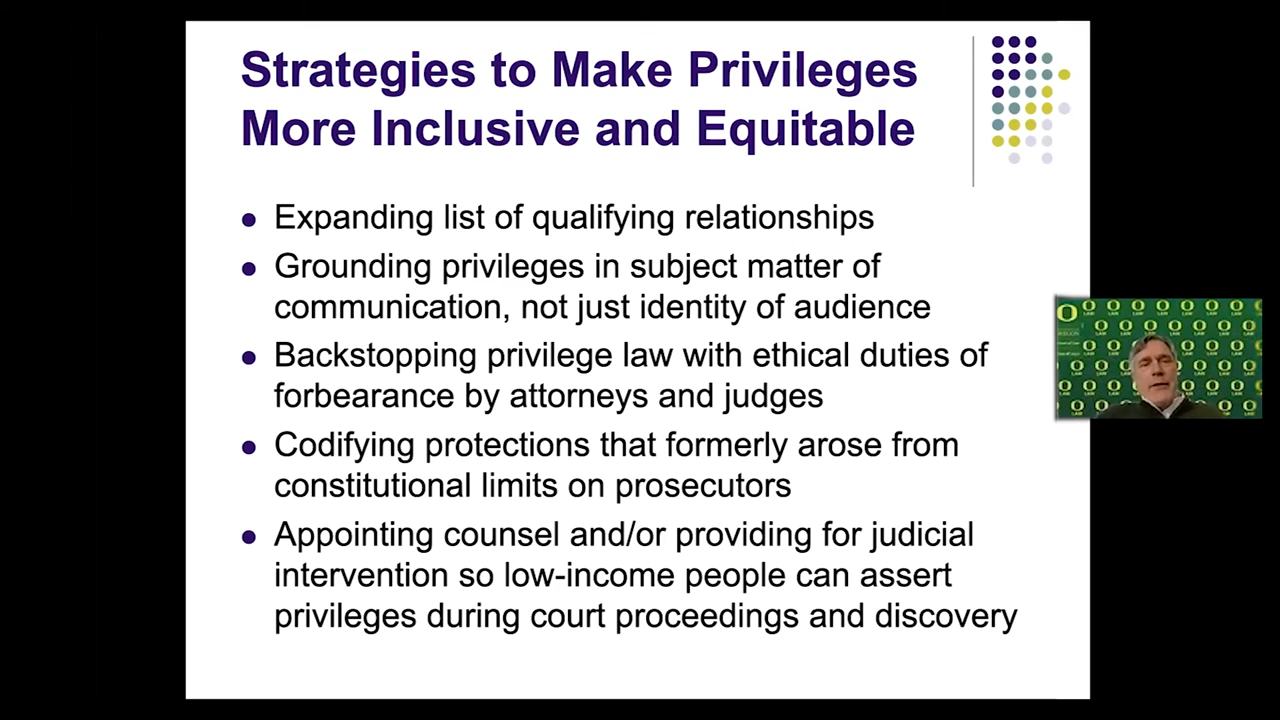 Strategies to Make Privileges
More Inclusive and Equitable
● Expanding list of qualifying relationships
● Grounding privileges in subject matter of
communication, not just identity of audience
● Backstopping privilege law with ethical duties of
forbearance by attorneys and judges
● Codifying protections that formerly arose from
constitutional limits on prosecutors
● Appointing counsel and/or providing for judicial
intervention so low-income people can assert
privileges during court proceedings and discovery
O LAW